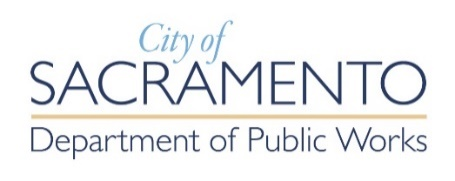 City of
SACRAMENTO
Department of Public Works